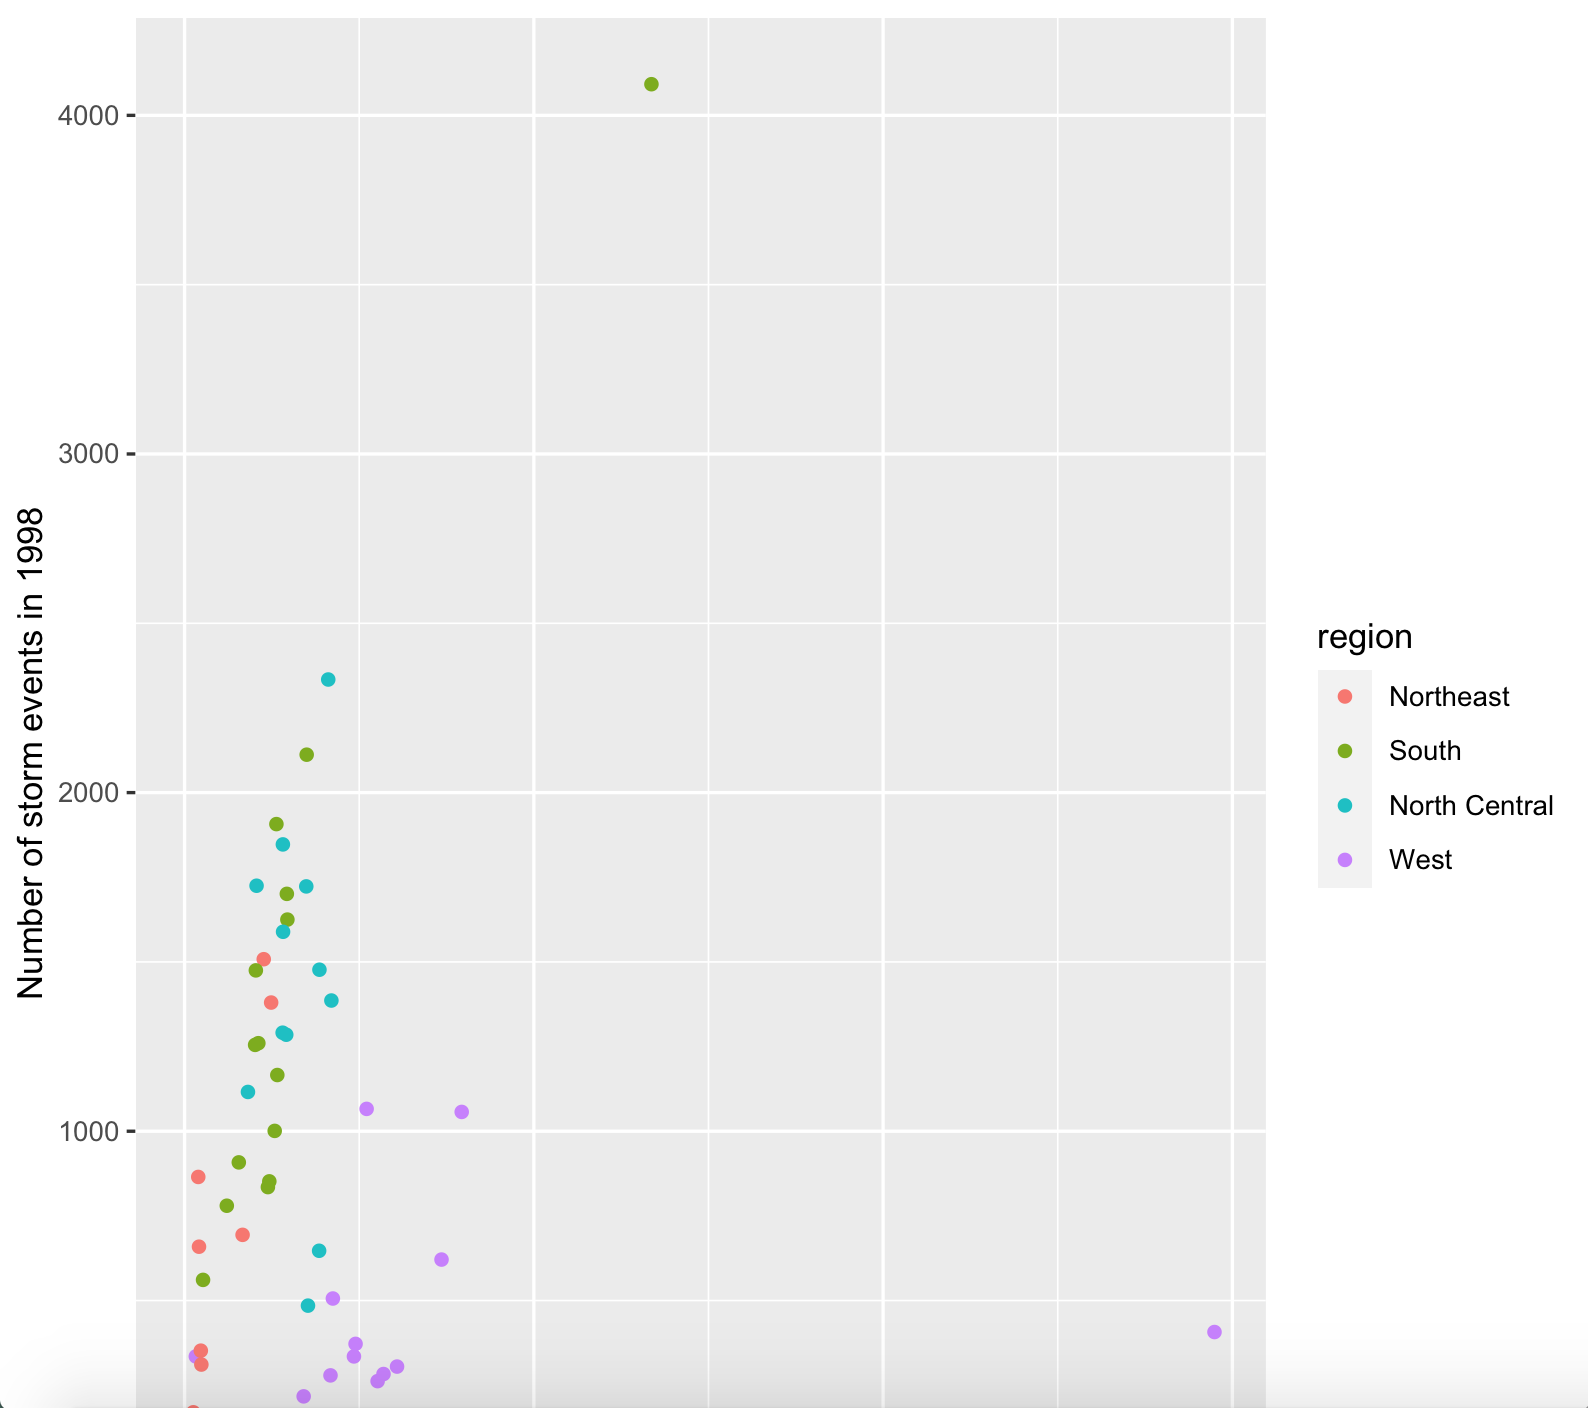 4000
3000
2000
1000
Number of storm events in 1998
region
Northeast
South
North Central
West